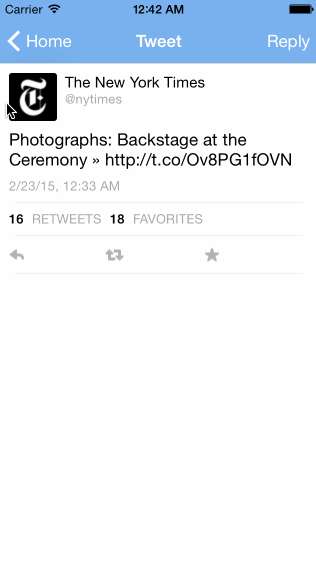 Carrier 12:42 AM
Home Tweet Reply
The New York Times
@nytimes
Photographs: Backstage at the
Ceremony » http://t.co/Ov8PG1fOVN
2/23/15, 12:33 AM
16 RETWEETS 18 FAVORITES